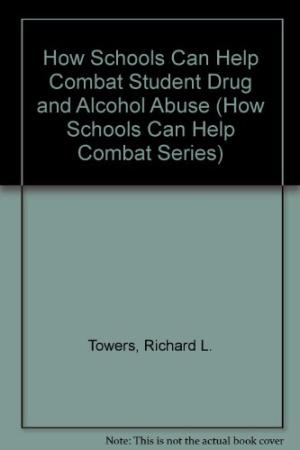 How Schools Can Help
Combat Student Drug
and Alcohol Abuse (How
Schools Can Help
Combat Series)
Towers, Richard L.
Note: This is not the actual book cover